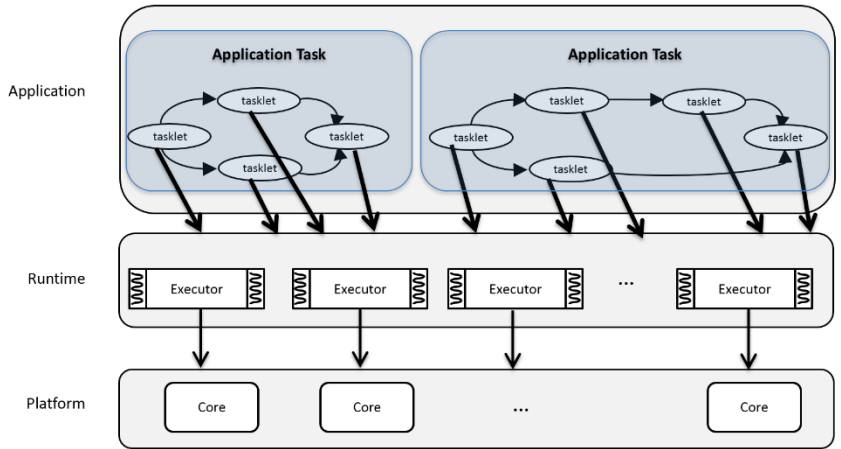 Application Task
Application Task
Application
tasklet
tasklet
tasklet
tasklet
tasklet
tasklet
tasklet
tasklet
tasklet
Runtime
Executor
Executor
Executor
...
Executor
Platform
Core
Core
...
Core